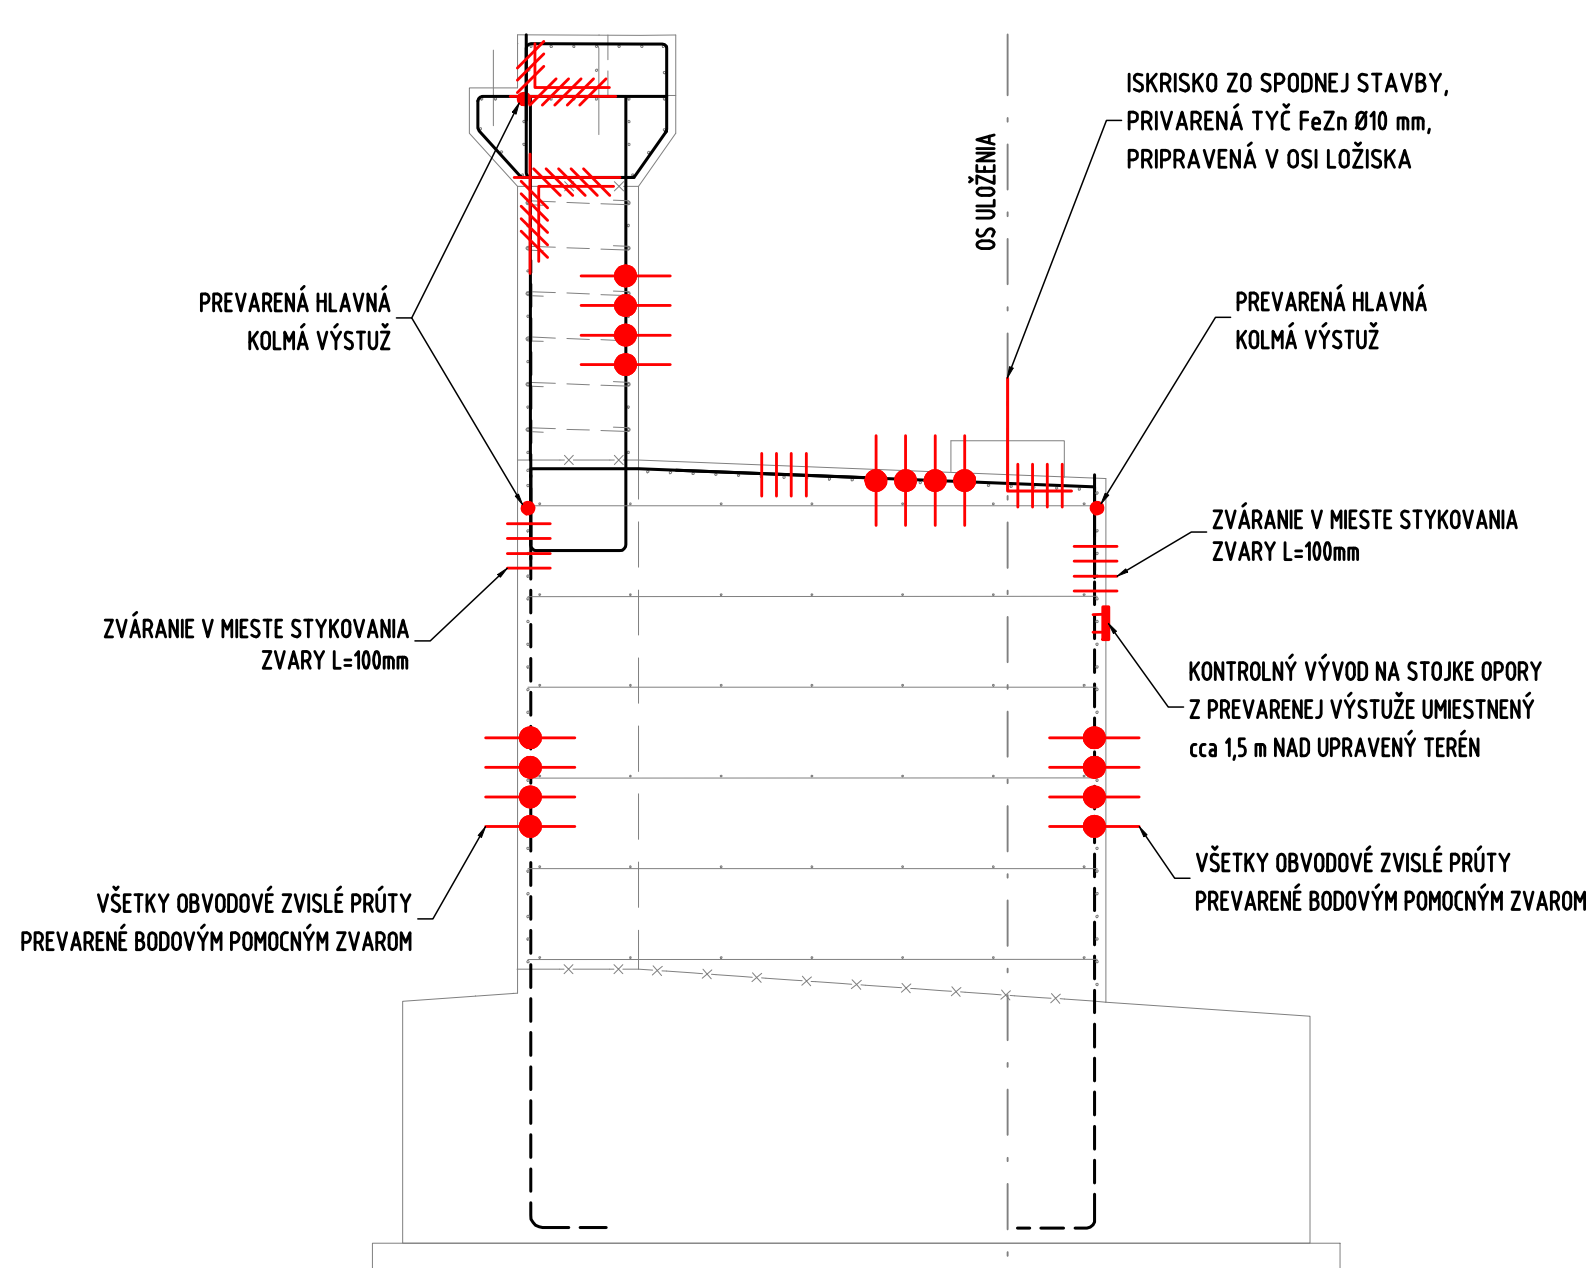 ISKRISKO ZO SPODNEJ STAVBY,
PRIVARENÁ TYČ FeZn Ø10 mm,
PRIPRAVENÁ V OSI LOŽISKA
OS ULOŽENIA
PREVARENÁ HLAVNÁ
KOLMÁ VÝSTUŽ
PREVARENÁ HLAVNÁ
KOLMÁ VÝSTUŽ
ZVÁRANIE V MIESTE STYKOVANIA
ZVARY L=100mm
ZVÁRANIE V MIESTE STYKOVANIA
ZVARY L=100mm
KONTROLNÝ VÝVOD NA STOJKE OPORY
Z PREVARENEJ VÝSTUŽE UMIESTNENÝ
cca 1,5 m NAD UPRAVENÝ TERÉN
VŠETKY OBVODOVÉ ZVISLÉ PRÚTY
PREVARENÉ BODOVÝM POMOCNÝM ZVAROM
VŠETKY OBVODOVÉ ZVISLÉ PRÚTY
PREVARENÉ BODOVÝM POMOCNÝM ZVAROM